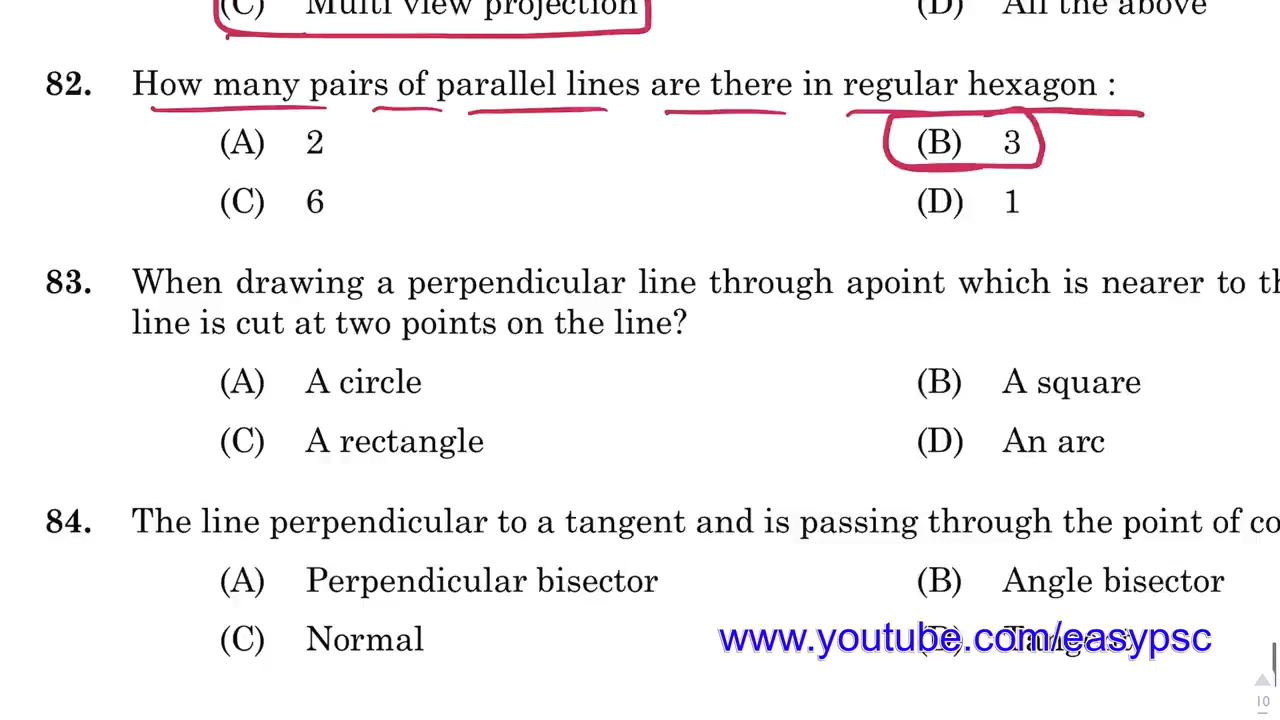 (C) Multi view projection (D) All the above
82. How many pairs of parallel lines are there in regular hexagon :
(A) 2 (B) 3
(C) 6 (D) 1
83. When drawing a perpendicular line through apoint which is nearer to
line is cut at two points on the line?
(A) A circle (B) A square
(C) A rectangle (D) An arc
84. The line perpendicular to a tangent and is passing through the point of
(A) Perpendicular bisector (B) Angle bisector
(C) Normal
www.youtube.com/easypsc
10